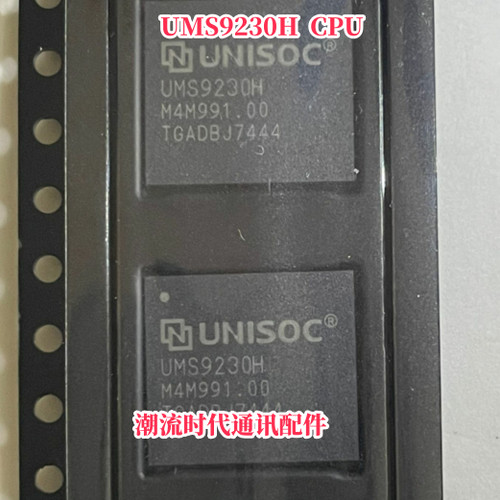 UMS9230H CPU
UNISOC®
UMS9230H
M4M991.00
TGADBJ7444
UNISOC®
UMS9230H
M4M991.00
TGADBJ7444
潮流时代通讯配件